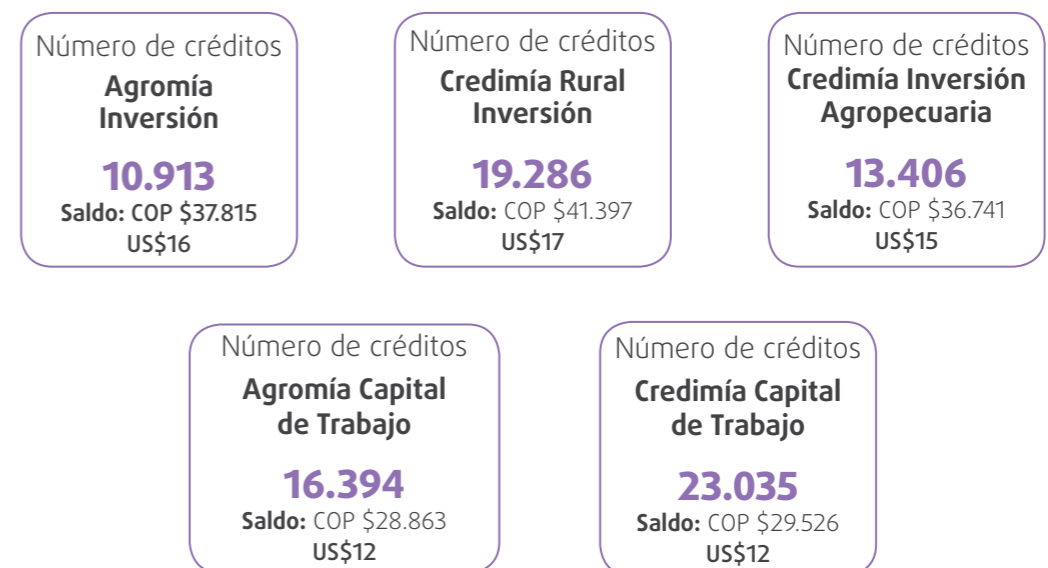 Número de créditos
Agromía
Inversión
10.913
Saldo: COP $37.815
US$16
Número de créditos
Credimía Rural
Inversión
19.286
Saldo: COP $41.397
US$17
Número de créditos
Credimía Inversión
Agropecuaria
13.406
Saldo: COP $36.741
US$15
Número de créditos
Agromía Capital
de Trabajo
16.394
Saldo: COP $28.863
US$12
Número de créditos
Credimía Capital
de Trabajo
23.035
Saldo: COP $29.526
US$12